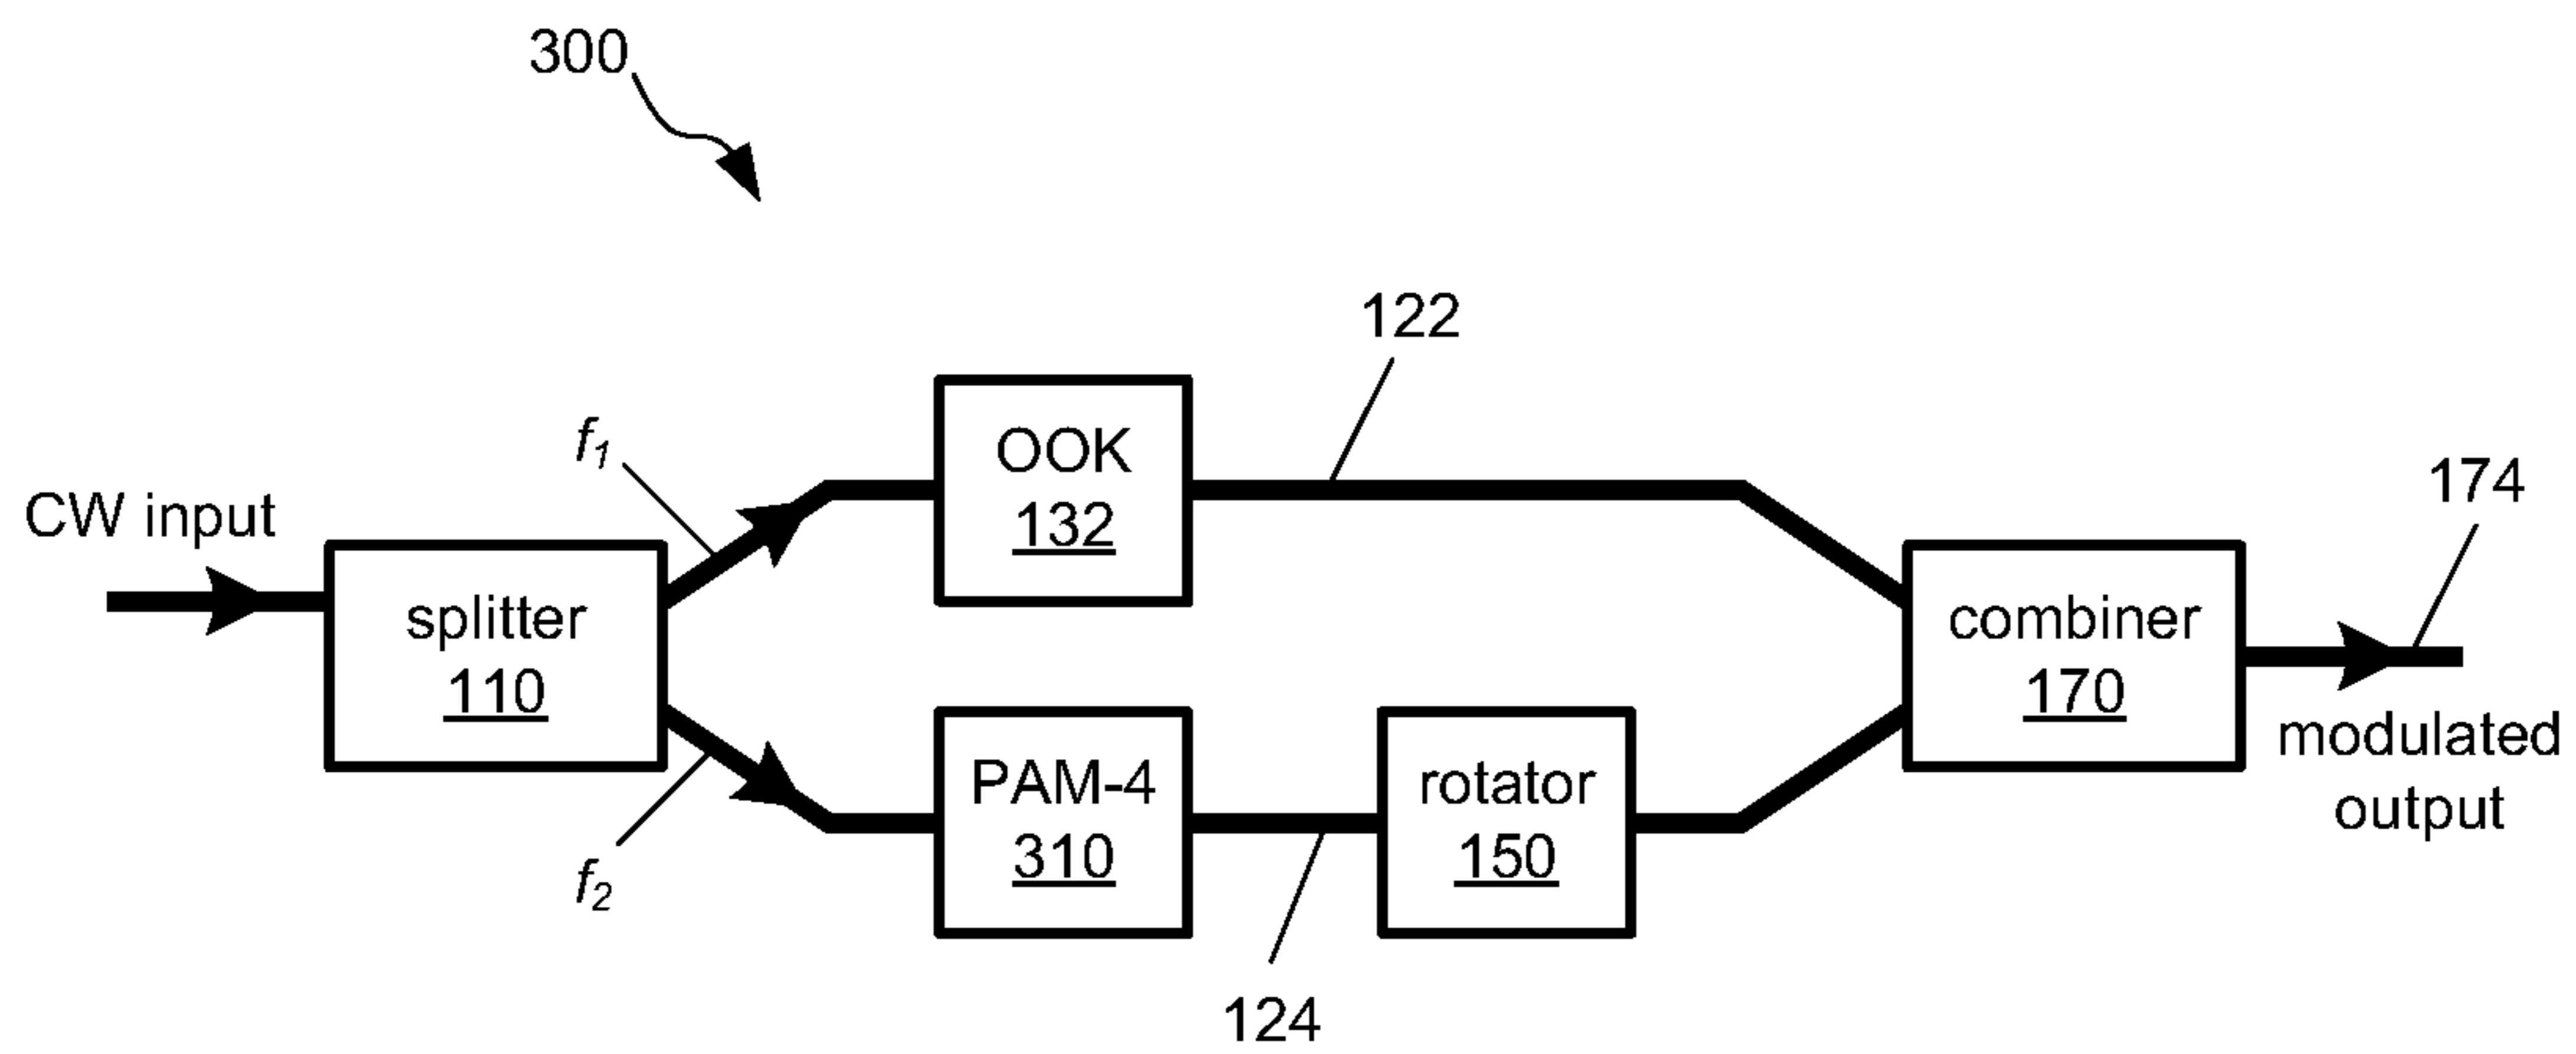 300
122
174
f1
OOK
132
CW input
splitter
110
combiner
170
modulated
output
PAM-4
310
rotator
150
f2
124